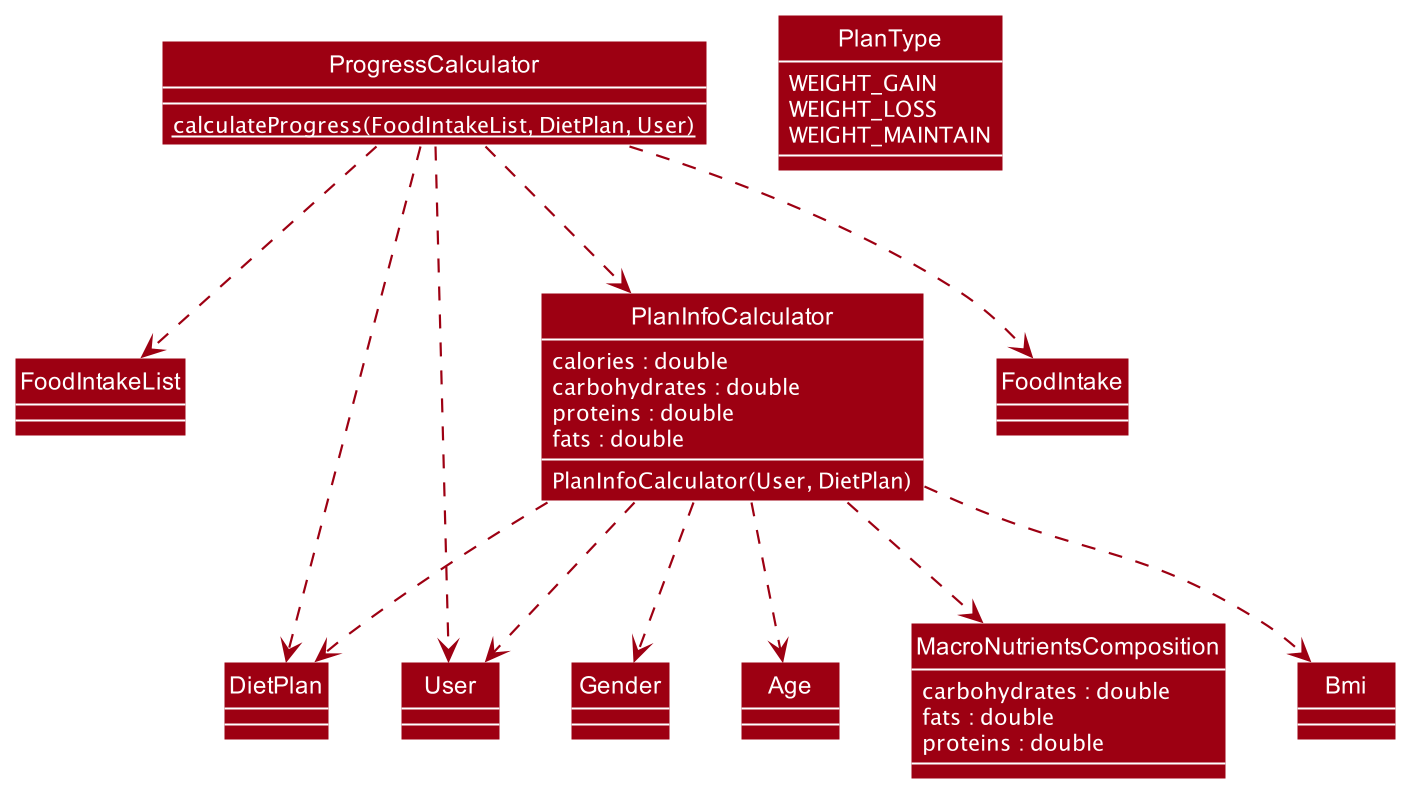 ProgressCalculator
calculateProgress(FoodIntakeList, DietPlan, User)
PlanType
WEIGHT_GAIN
WEIGHT_LOSS
WEIGHT_MAINTAIN
FoodIntakeList
PlanInfoCalculator
calories : double
carbohydrates : double
proteins : double
fats : double
PlanInfoCalculator(User, DietPlan)
FoodIntake
DietPlan
User
Gender
Age
MacroNutrientsComposition
carbohydrates : double
fats : double
proteins : double
Bmi